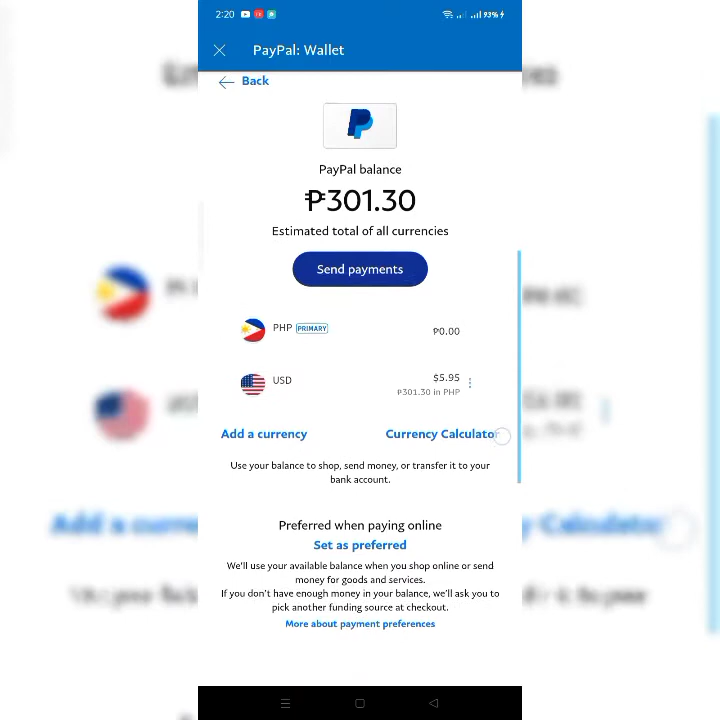 2:20
93%
PayPal: Wallet
Back
PayPal balance
₱301.30
Estimated total of all currencies
Send payments
PHP PRIMARY
₱0.00
USD
$5.95
₱301.30 in PHP
Add a currency
Currency Calculator
Use your balance to shop, send money, or transfer it to your
bank account.
Preferred when paying online
Set as preferred
We'll use your available balance when you shop online or send
money for goods and services.
If you don't have enough money in your balance, we'll ask you to
pick another funding source at checkout.
More about payment preferences